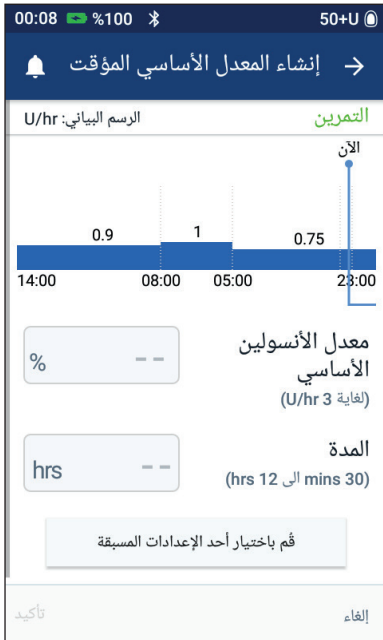 00:08 %100 50+U
إنشاء المعدل الأساسي المؤقت
التمرين
الرسم البياني: U/hr
الآن
0.9 1 0.75
14:00 08:00 05:00 23:00
معدل الأنسولين
الأساسي
(لغاية 3 U/hr)
-- %
المدة
(30 mins الى 12 hrs)
-- hrs
قُم باختيار أحد الإعدادات المسبقة
إلغاء
تأكيد